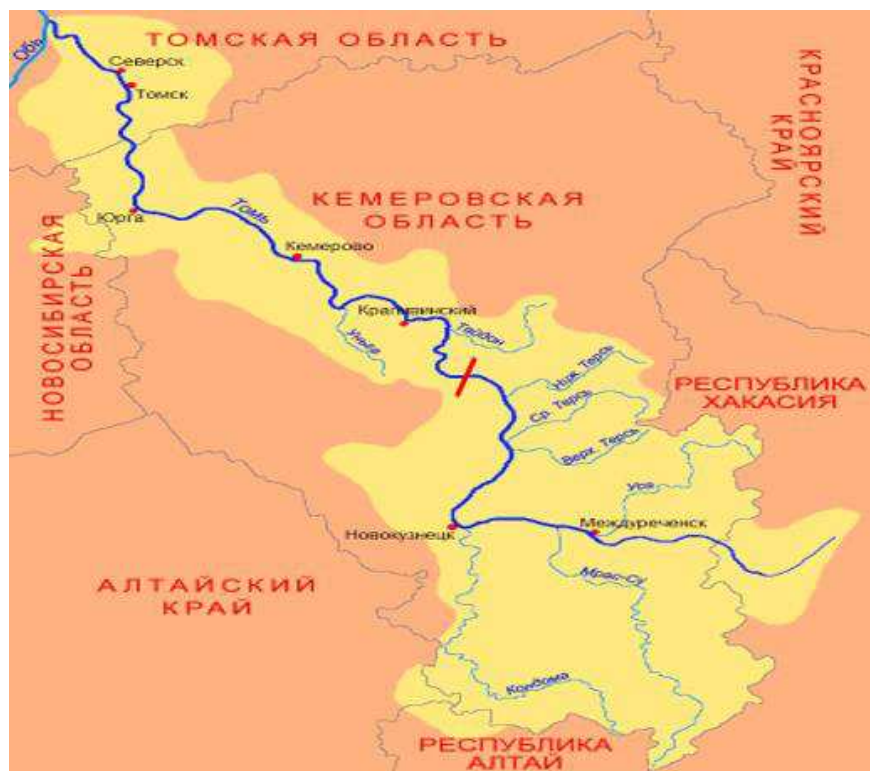 ТОМСКАЯ ОБЛАСТЬ
Обь
Северск
Томск
КРАСНОЯРСКИЙ
КРАЙ
КЕМЕРОВСКАЯ
ОБЛАСТЬ
Томь
Юрга
НОВОСИБИРСКАЯ
ОБЛАСТЬ
Кемерово
Крапивинский
Тайдон
Уньга
Ниж. Терсь
Ср. Терсь
РЕСПУБЛИКА
ХАКАСИЯ
Верх. Терсь
Уса
Новокузнецк
Междуреченск
АЛТАЙСКИЙ
КРАЙ
Мрас-Су
Кондома
РЕСПУБЛИКА
АЛТАЙ